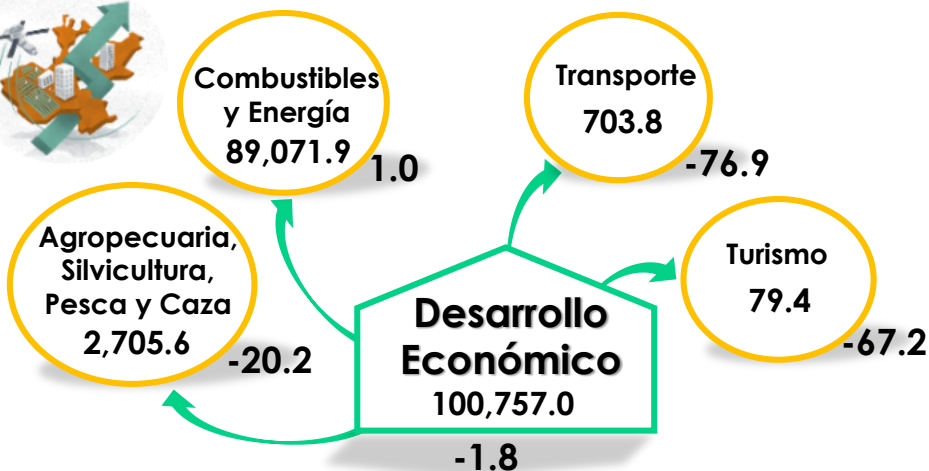 Combustibles
y Energía
89,071.9
1.0
Transporte
703.8
-76.9
Agropecuaria,
Silvicultura,
Pesca y Caza
2,705.6
-20.2
Turismo
79.4
-67.2
Desarrollo
Económico
100,757.0
-1.8